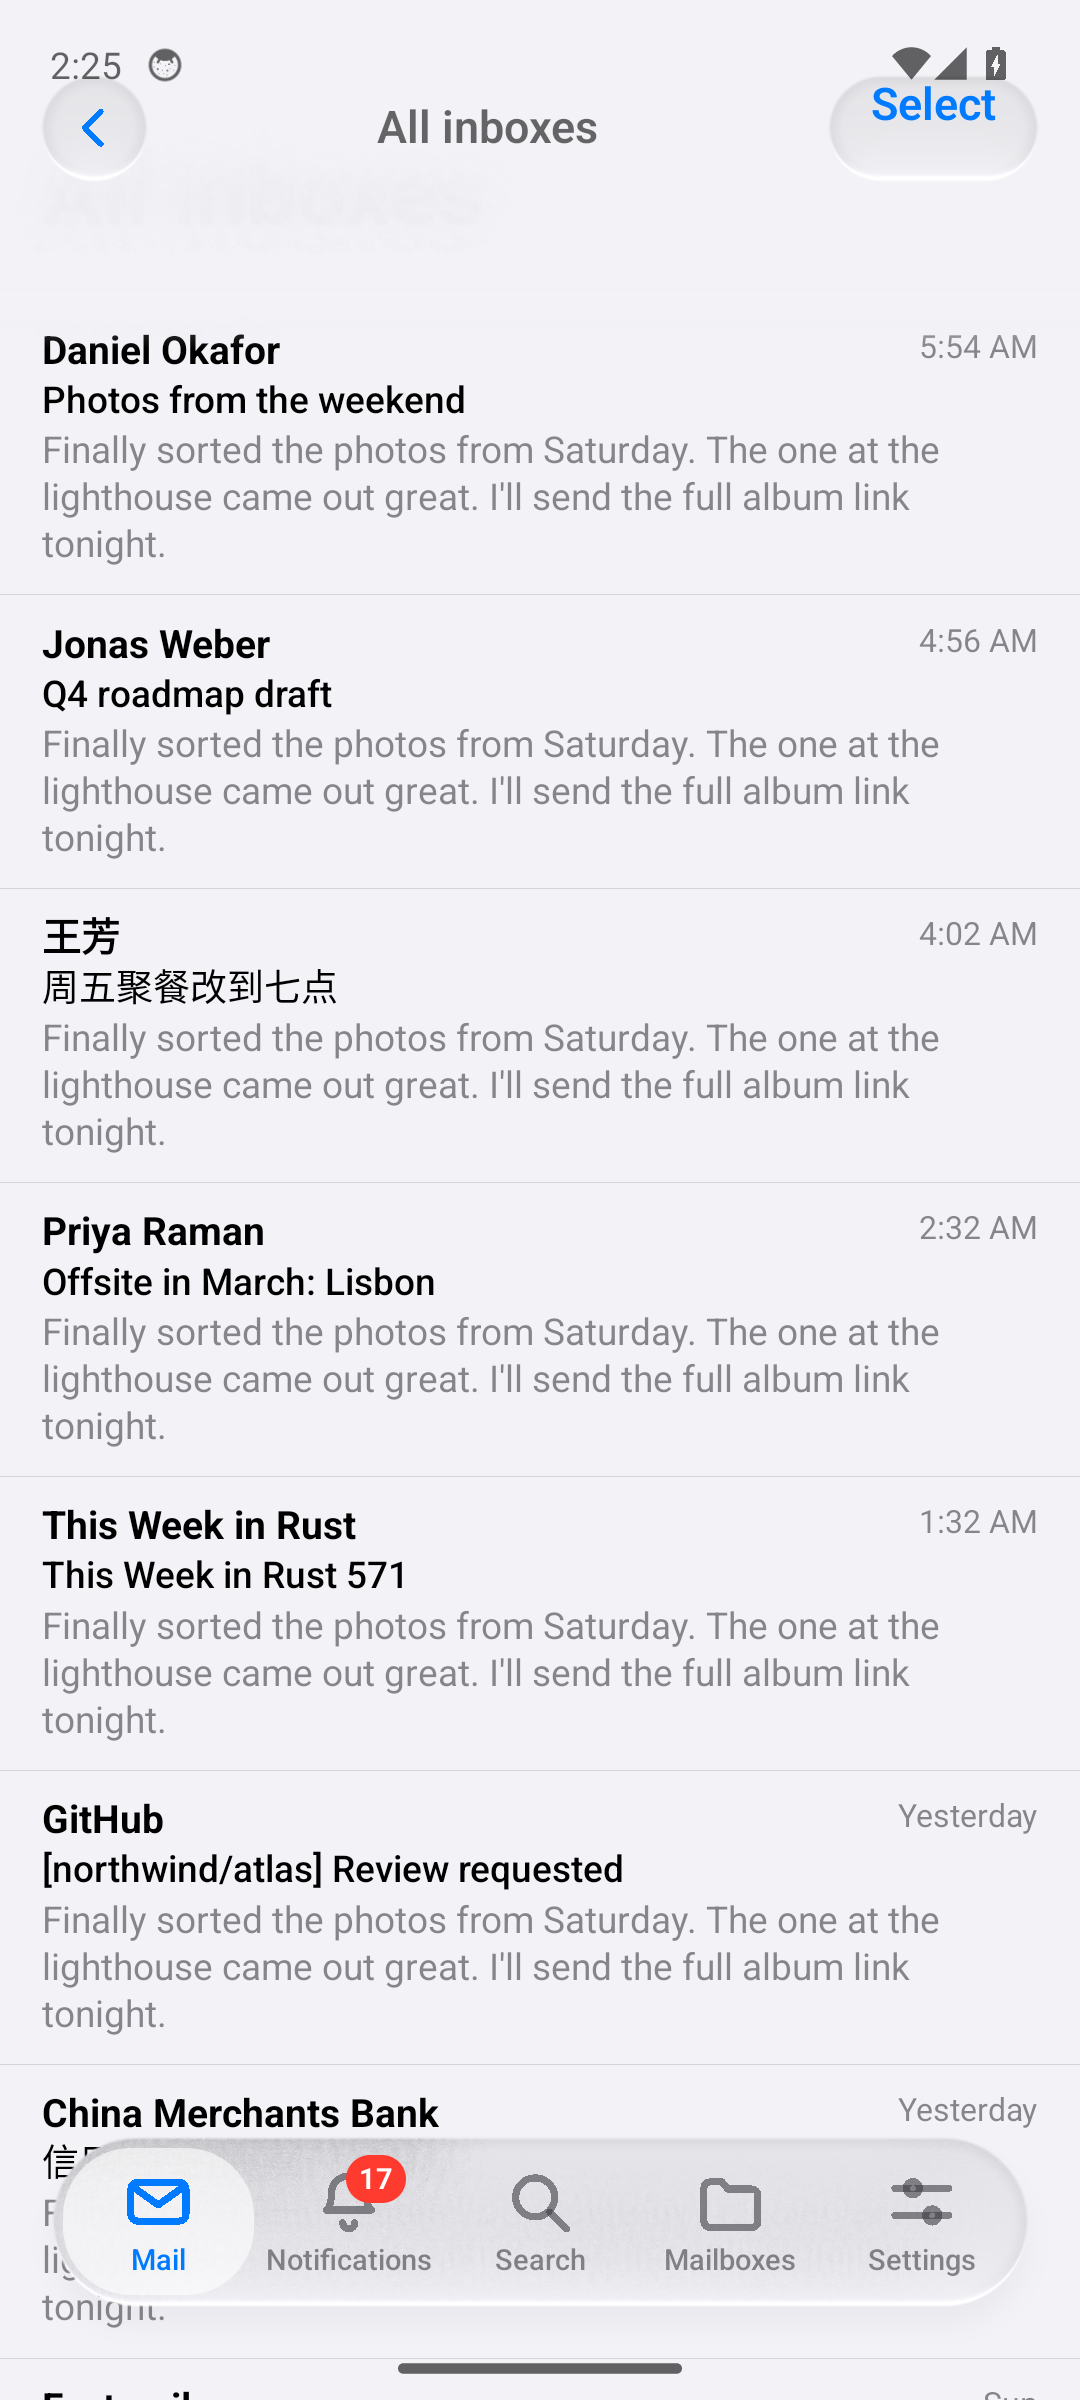 2:25
Select
All inboxes
All inboxes
Daniel Okafor
5:54 AM
Photos from the weekend
Finally sorted the photos from Saturday. The one at the
lighthouse came out great. I'll send the full album link
tonight.
Jonas Weber
4:56 AM
Q4 roadmap draft
Finally sorted the photos from Saturday. The one at the
lighthouse came out great. I'll send the full album link
tonight.
王芳
4:02 AM
周五聚餐改到七点
Finally sorted the photos from Saturday. The one at the
lighthouse came out great. I'll send the full album link
tonight.
Priya Raman
2:32 AM
Offsite in March: Lisbon
Finally sorted the photos from Saturday. The one at the
lighthouse came out great. I'll send the full album link
tonight.
This Week in Rust
1:32 AM
This Week in Rust 571
Finally sorted the photos from Saturday. The one at the
lighthouse came out great. I'll send the full album link
tonight.
GitHub
Yesterday
[northwind/atlas] Review requested
Finally sorted the photos from Saturday. The one at the
lighthouse came out great. I'll send the full album link
tonight.
China Merchants Bank
Yesterday
信
17
Mail
Notifications
Search
Mailboxes
Settings
tonight.